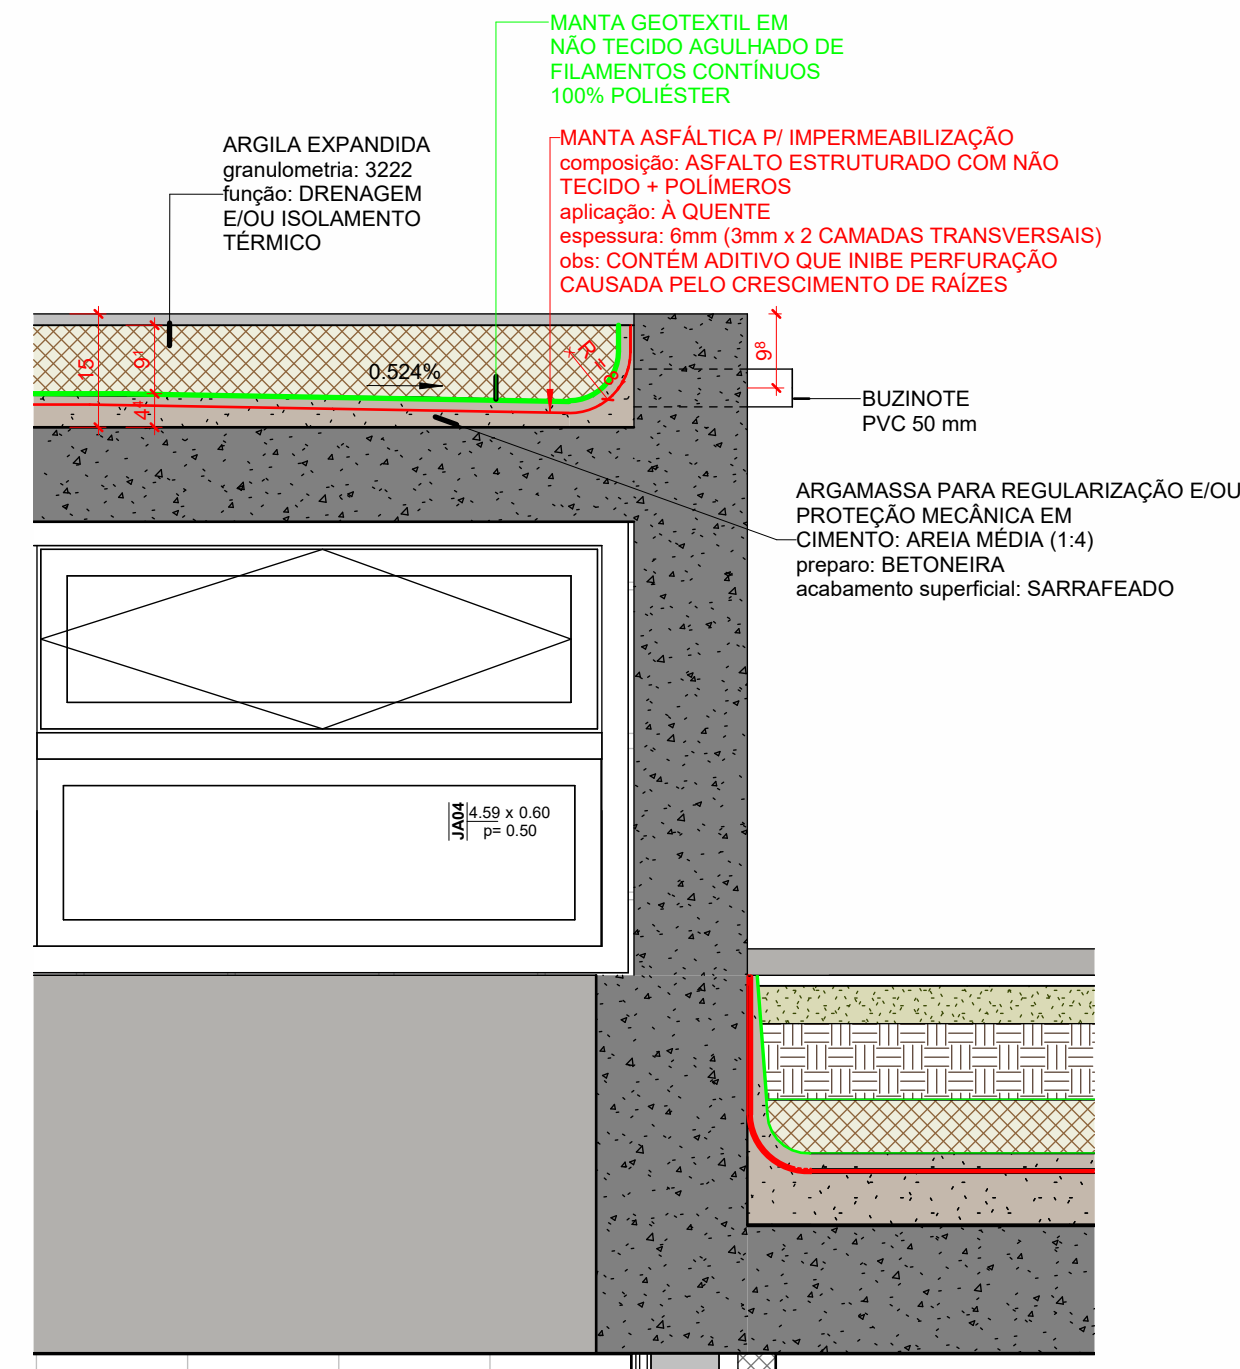 MANTA GEOTEXTIL EM
NÃO TECIDO AGULHADO DE
FILAMENTOS CONTÍNUOS
100% POLIÉSTER
MANTA ASFÁLTICA P/ IMPERMEABILIZAÇÃO
composição: ASFALTO ESTRUTURADO COM NÃO
TECIDO + POLÍMEROS
aplicação: À QUENTE
espessura: 6mm (3mm x 2 CAMADAS TRANSVERSAIS)
obs: CONTÉM ADITIVO QUE INIBE PERFURAÇÃO
CAUSADA PELO CRESCIMENTO DE RAÍZES
ARGILA EXPANDIDA
granulometria: 3222
função: DRENAGEM
E/OU ISOLAMENTO
TÉRMICO
15
9¹
4⁴
0.524%
R = 8
9⁸
BUZINOTE
PVC 50 mm
ARGAMASSA PARA REGULARIZAÇÃO E/OU
PROTEÇÃO MECÂNICA EM
CIMENTO: AREIA MÉDIA (1:4)
preparo: BETONEIRA
acabamento superficial: SARRAFEADO
JA04
4.59 x 0.60
p= 0.50